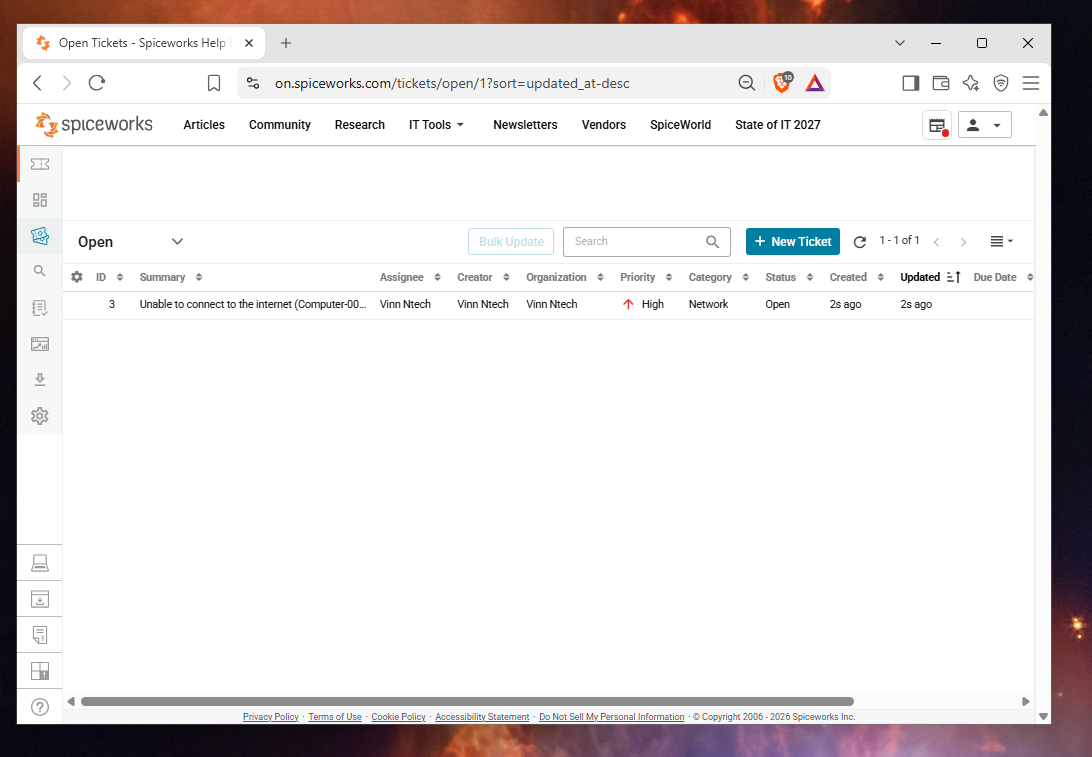 Open Tickets - Spiceworks Help
on.spiceworks.com/tickets/open/1?sort=updated_at-desc
10
spiceworks Articles Community Research IT Tools Newsletters Vendors SpiceWorld State of IT 2027
Open Bulk Update Search + New Ticket 1 - 1 of 1
ID Summary Assignee Creator Organization Priority Category Status Created Updated Due Date
3 Unable to connect to the internet (Computer-00... Vinn Ntech Vinn Ntech Vinn Ntech High Network Open 2s ago 2s ago
Privacy Policy · Terms of Use · Cookie Policy · Accessibility Statement · Do Not Sell My Personal Information · © Copyright 2006 - 2026 Spiceworks Inc.